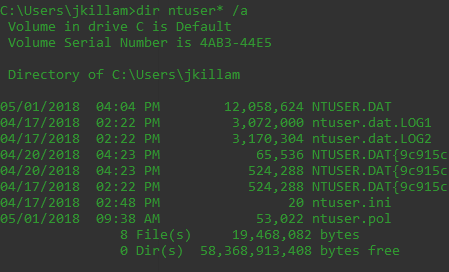 C:\Users\jkillam>dir ntuser* /a
 Volume in drive C is Default
 Volume Serial Number is 4AB3-44E5

 Directory of C:\Users\jkillam

05/01/2018  04:04 PM        12,058,624 NTUSER.DAT
04/17/2018  02:22 PM         3,072,000 ntuser.dat.LOG1
04/17/2018  02:22 PM         3,170,304 ntuser.dat.LOG2
04/20/2018  04:23 PM            65,536 NTUSER.DAT{9c915c
04/20/2018  04:23 PM           524,288 NTUSER.DAT{9c915c
04/17/2018  02:22 PM           524,288 NTUSER.DAT{9c915c
04/17/2018  02:48 PM                20 ntuser.ini
05/01/2018  09:38 AM            53,022 ntuser.pol
               8 File(s)     19,468,082 bytes
               0 Dir(s)  58,368,913,408 bytes free